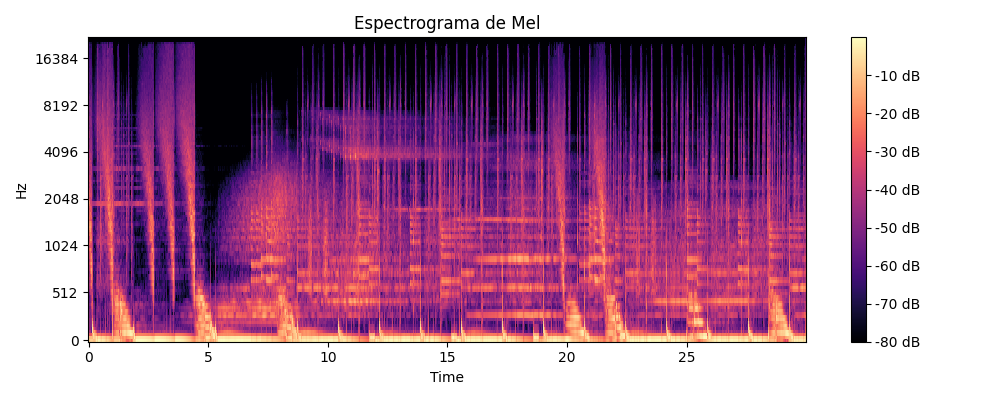 Espectrograma de Mel
Hz
16384
8192
4096
2048
1024
512
0
0 5 10 15 20 25
Time
-10 dB
-20 dB
-30 dB
-40 dB
-50 dB
-60 dB
-70 dB
-80 dB